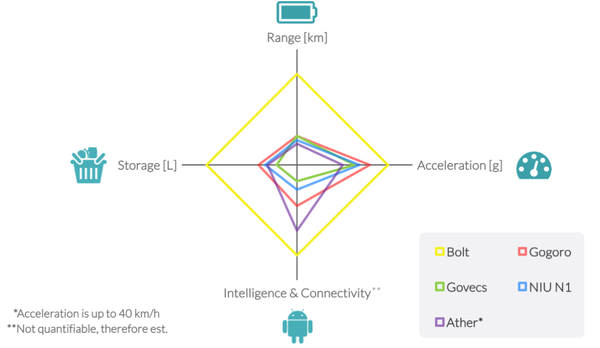 Range [km]
Storage [L]
Acceleration [g]
Intelligence & Connectivity**
Bolt
Gogoro
Govecs
NIU N1
Ather*
*Acceleration is up to 40 km/h
**Not quantifiable, therefore est.